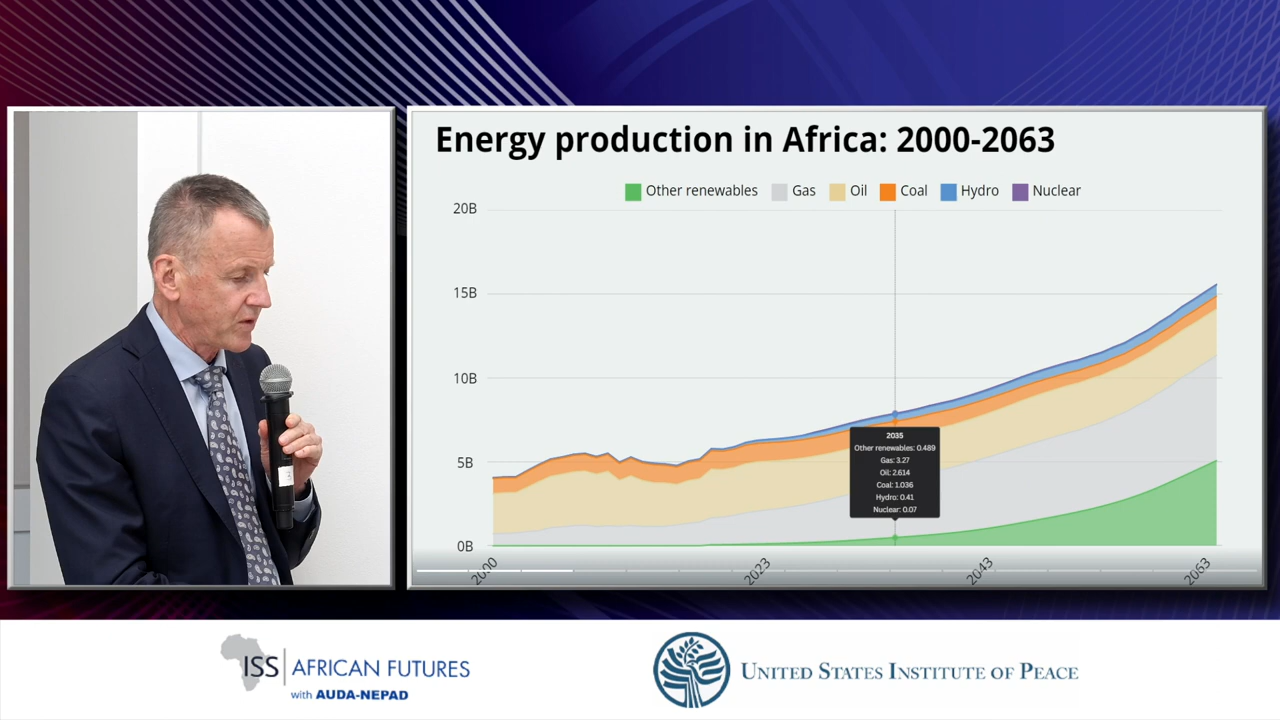 Energy production in Africa: 2000-2063
Other renewables Gas Oil Coal Hydro Nuclear
20B
15B
10B
5B
0B
2035
Other renewables: 0.489
Gas: 3.27
Oil: 2.614
Coal: 1.036
Hydro: 0.41
Nuclear: 0.07
2000 2023 2043 2063
ISS AFRICAN FUTURES
with AUDA-NEPAD
UNITED STATES INSTITUTE OF PEACE